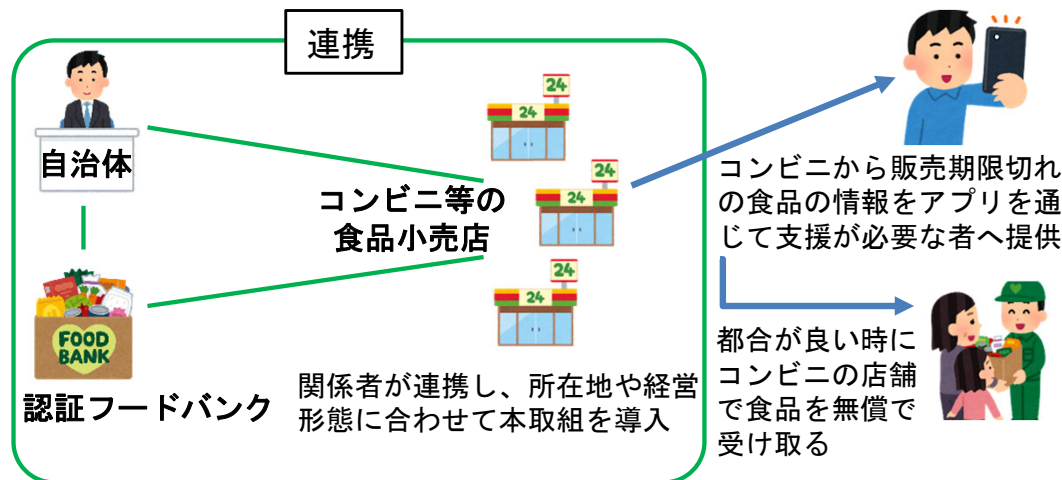 連携
自治体
コンビニ等の
食品小売店
FOOD
BANK
認証フードバンク
24
24
24
24
24
24
関係者が連携し、所在地や経営
形態に合わせて本取組を導入
コンビニから販売期限切れ
の食品の情報をアプリを通
じて支援が必要な者へ提供
都合が良い時に
コンビニの店舗
で食品を無償で
受け取る